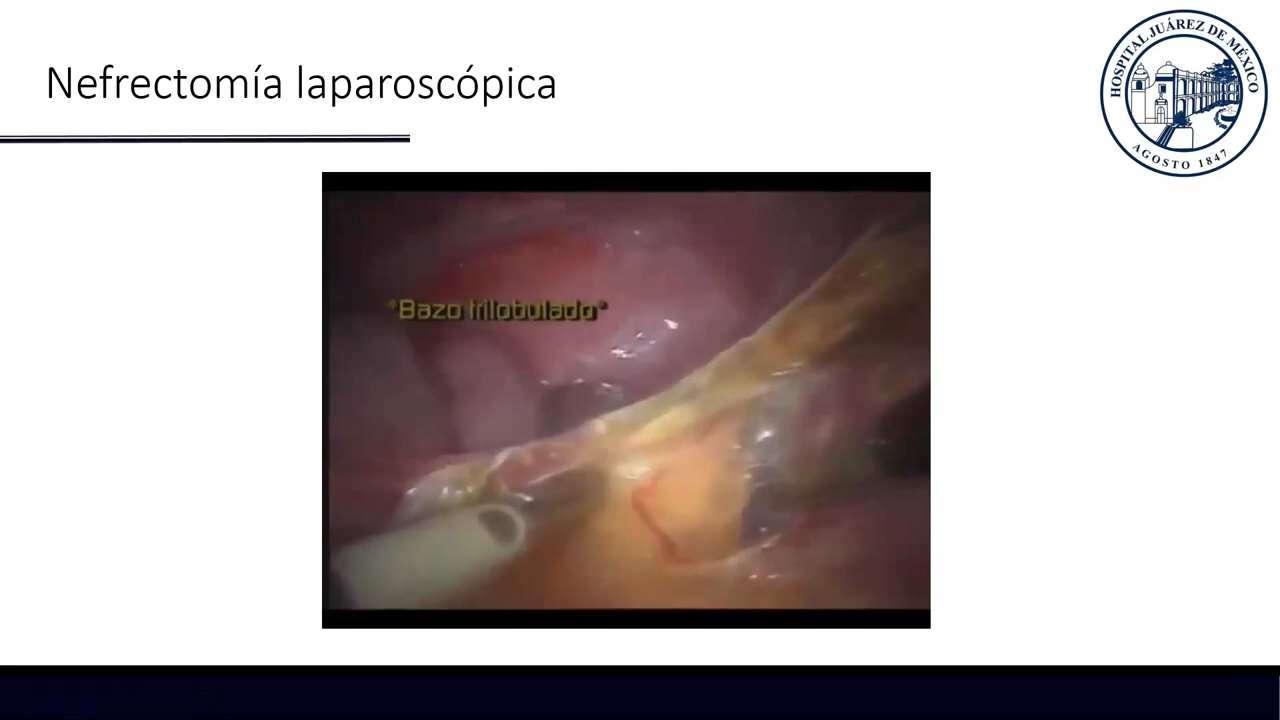 Nefrectomía laparoscópica
HOSPITAL JUÁREZ DE MÉXICO
AGOSTO 1847
*Bazo trilobulado*